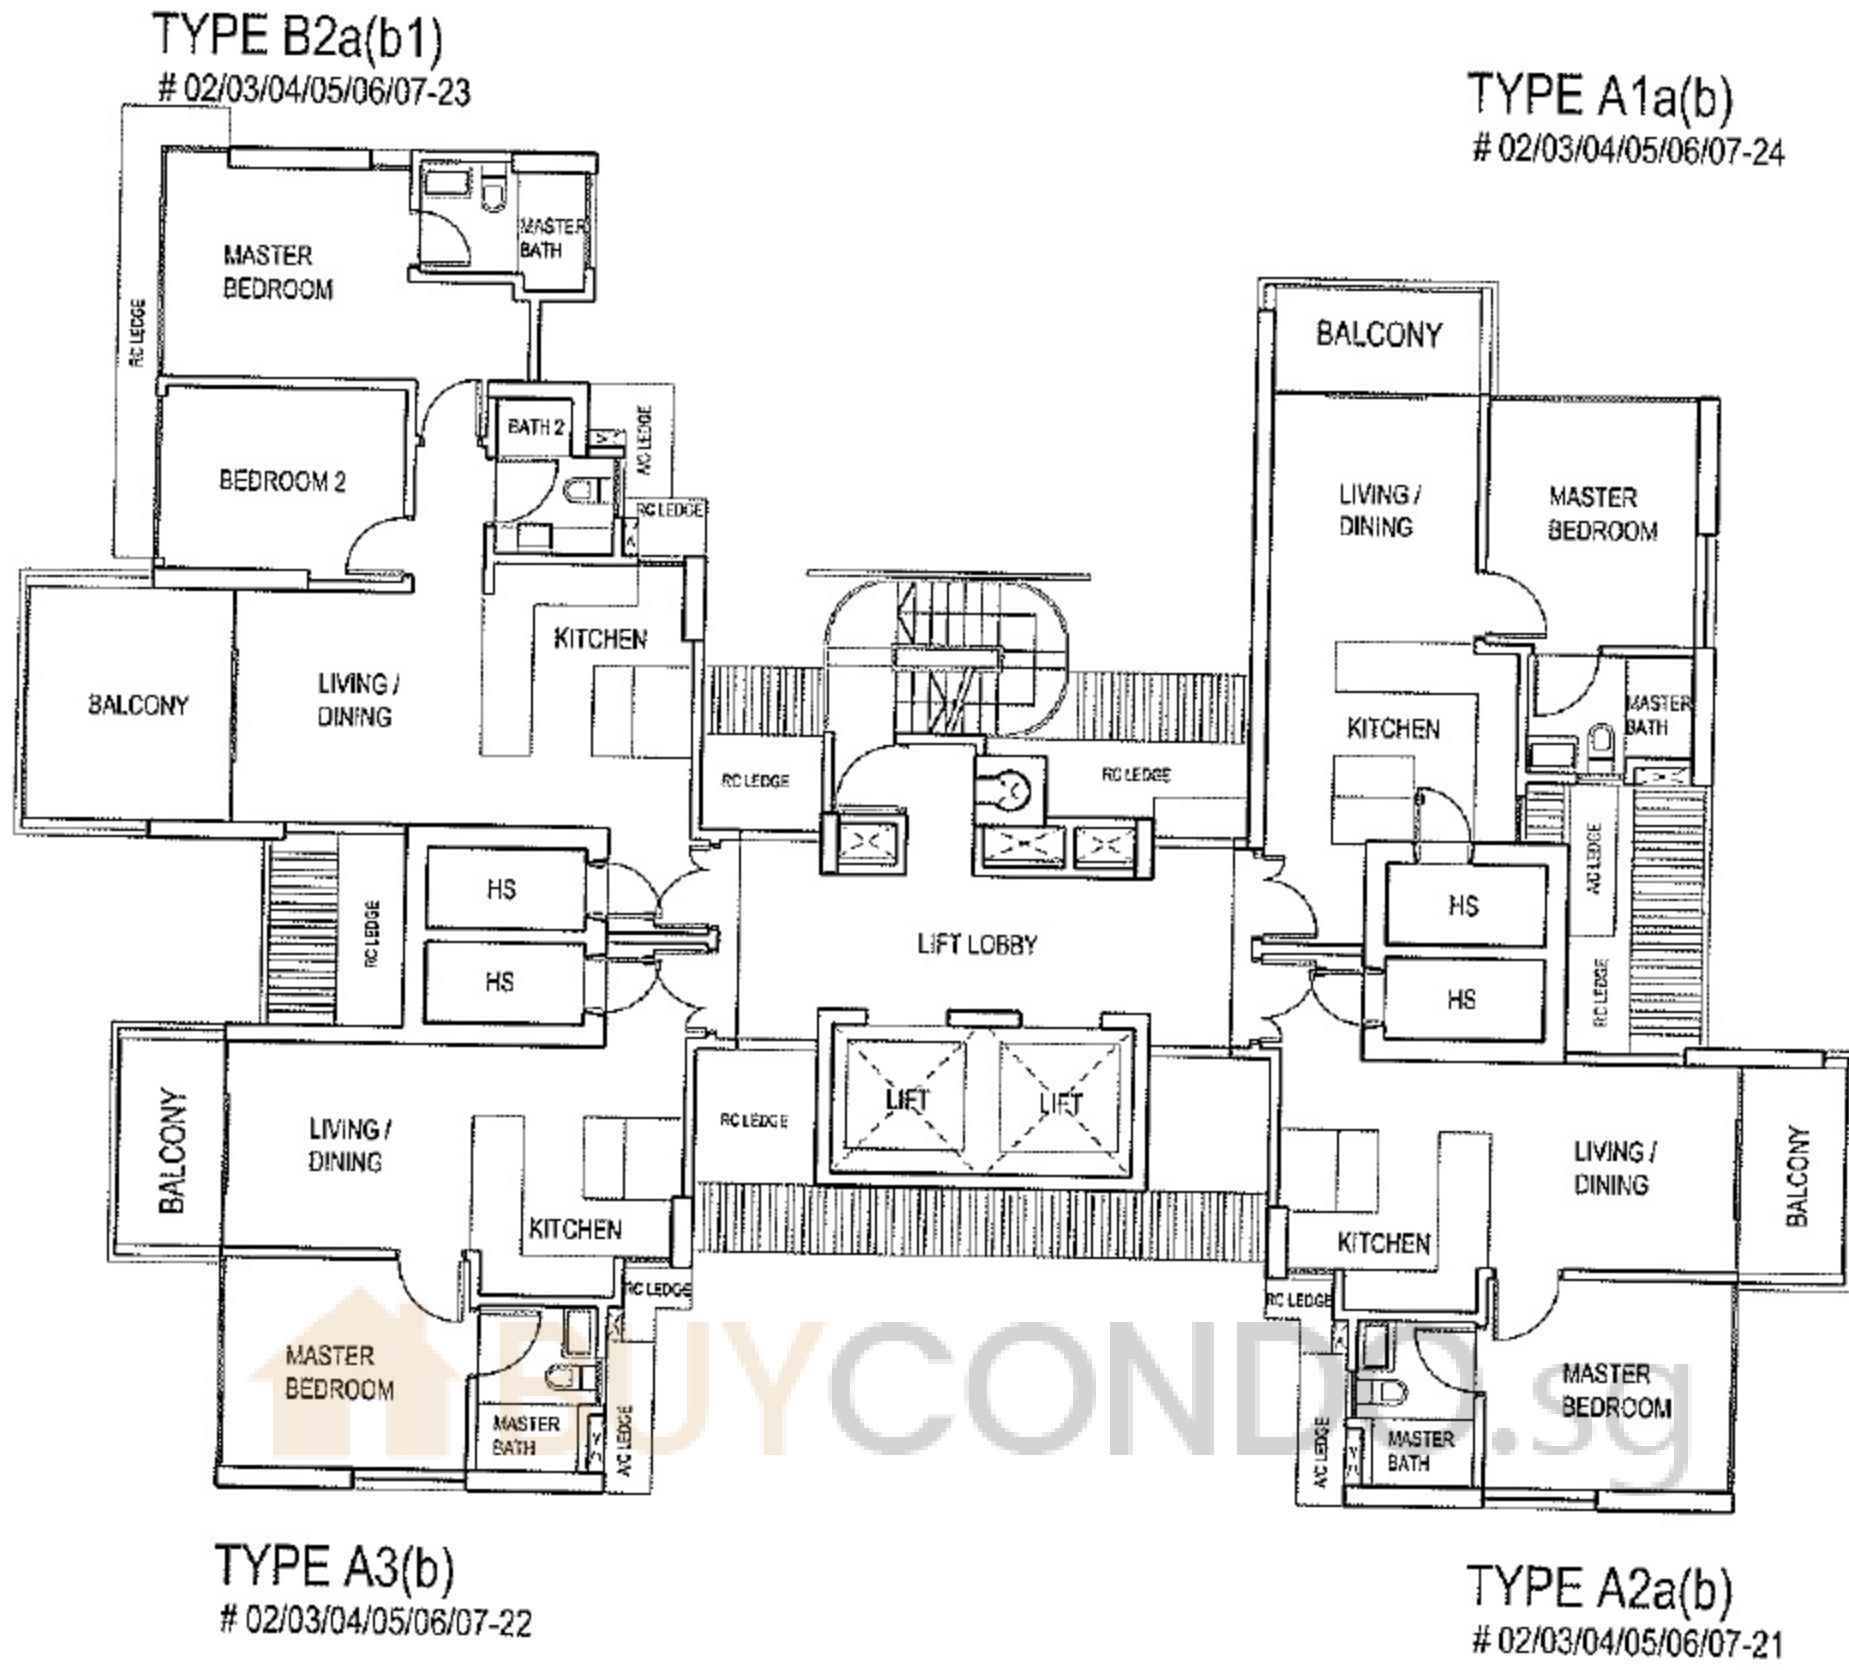 TYPE B2a(b1)
# 02/03/04/05/06/07-23
TYPE A1a(b)
# 02/03/04/05/06/07-24
MASTER
BEDROOM
MASTER
BATH
RC LEDGE
BEDROOM 2
BATH 2
A/C LEDGE
RC LEDGE
KITCHEN
LIVING /
DINING
BALCONY
BALCONY
LIVING /
DINING
MASTER
BEDROOM
KITCHEN
MASTER
BATH
RC LEDGE
RC LEDGE
HS
HS
RC LEDGE
LIFT LOBBY
HS
HS
A/C LEDGE
RC LEDGE
LIFT
LIFT
RC LEDGE
BALCONY
LIVING /
DINING
KITCHEN
RC LEDGE
MASTER
BEDROOM
MASTER
BATH
A/C LEDGE
LIVING /
DINING
BALCONY
KITCHEN
RC LEDGE
MASTER
BEDROOM
MASTER
BATH
A/C LEDGE
BUYCONDO.sg
TYPE A3(b)
# 02/03/04/05/06/07-22
TYPE A2a(b)
# 02/03/04/05/06/07-21